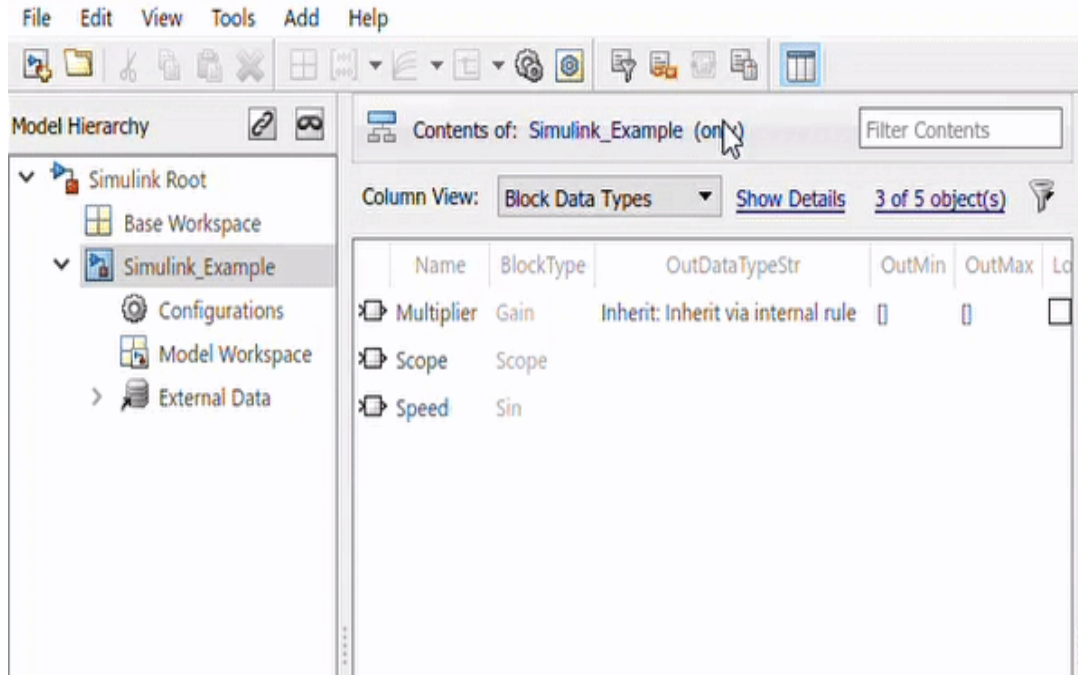 File Edit View Tools Add Help
Model Hierarchy
Simulink Root
Base Workspace
Simulink_Example
Configurations
Model Workspace
External Data
Contents of: Simulink_Example (only)
Filter Contents
Column View: Block Data Types Show Details 3 of 5 object(s)
Name BlockType OutDataTypeStr OutMin OutMax Lo
Multiplier Gain Inherit: Inherit via internal rule [] []
Scope Scope
Speed Sin